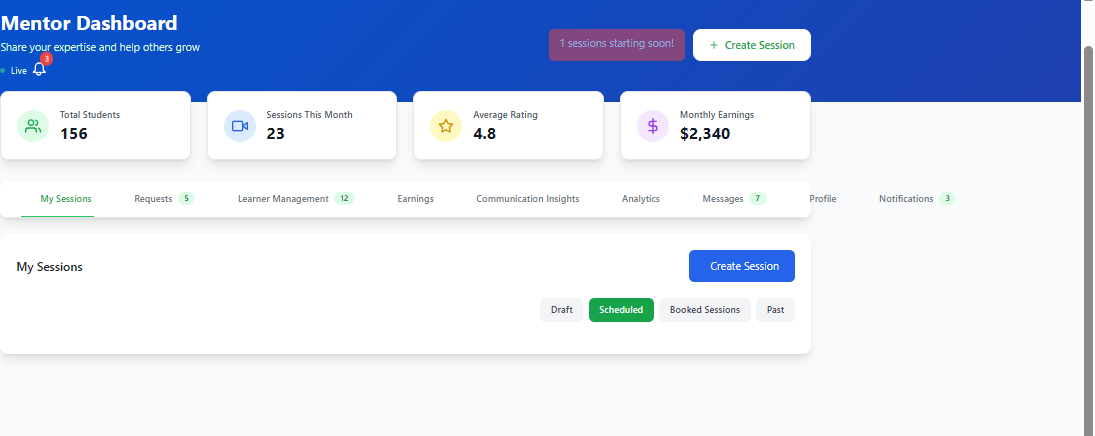 Mentor Dashboard
Share your expertise and help others grow
Live 3
1 sessions starting soon!
+ Create Session
Total Students
156
Sessions This Month
23
Average Rating
4.8
Monthly Earnings
$2,340
My Sessions
Requests 5
Learner Management 12
Earnings
Communication Insights
Analytics
Messages 7
Profile
Notifications 3
My Sessions
Create Session
Draft
Scheduled
Booked Sessions
Past